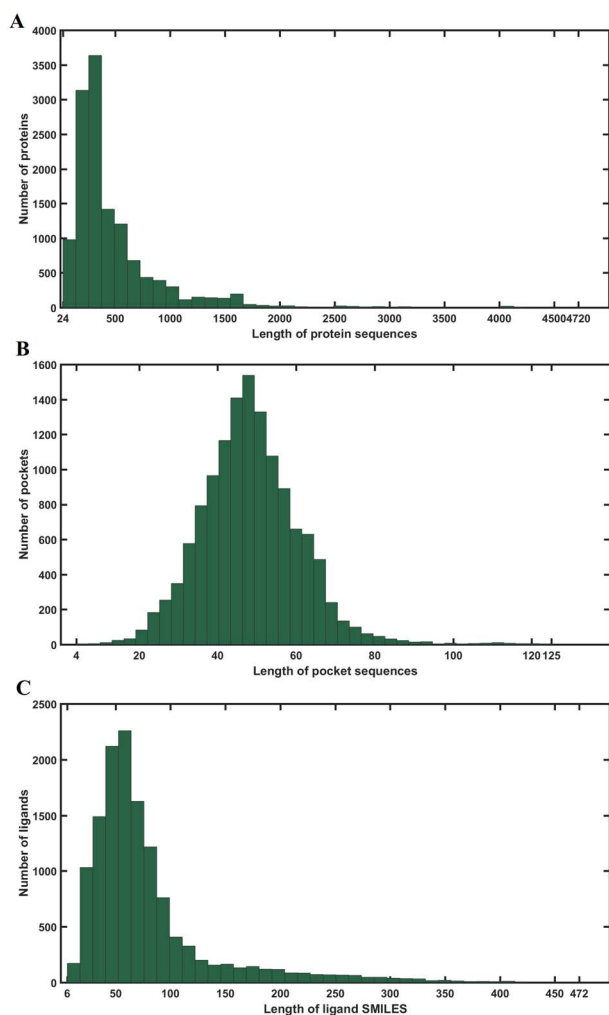 A
4000
3500
3000
2500
2000
1500
1000
500
0
Number of proteins
24 500 1000 1500 2000 2500 3000 3500 4000 45004720
Length of protein sequences
B
1600
1400
1200
1000
800
600
400
200
0
Number of pockets
4 20 40 60 80 100 120 125
Length of pocket sequences
C
2500
2000
1500
1000
500
0
Number of ligands
6 50 100 150 200 250 300 350 400 450 472
Length of ligand SMILES